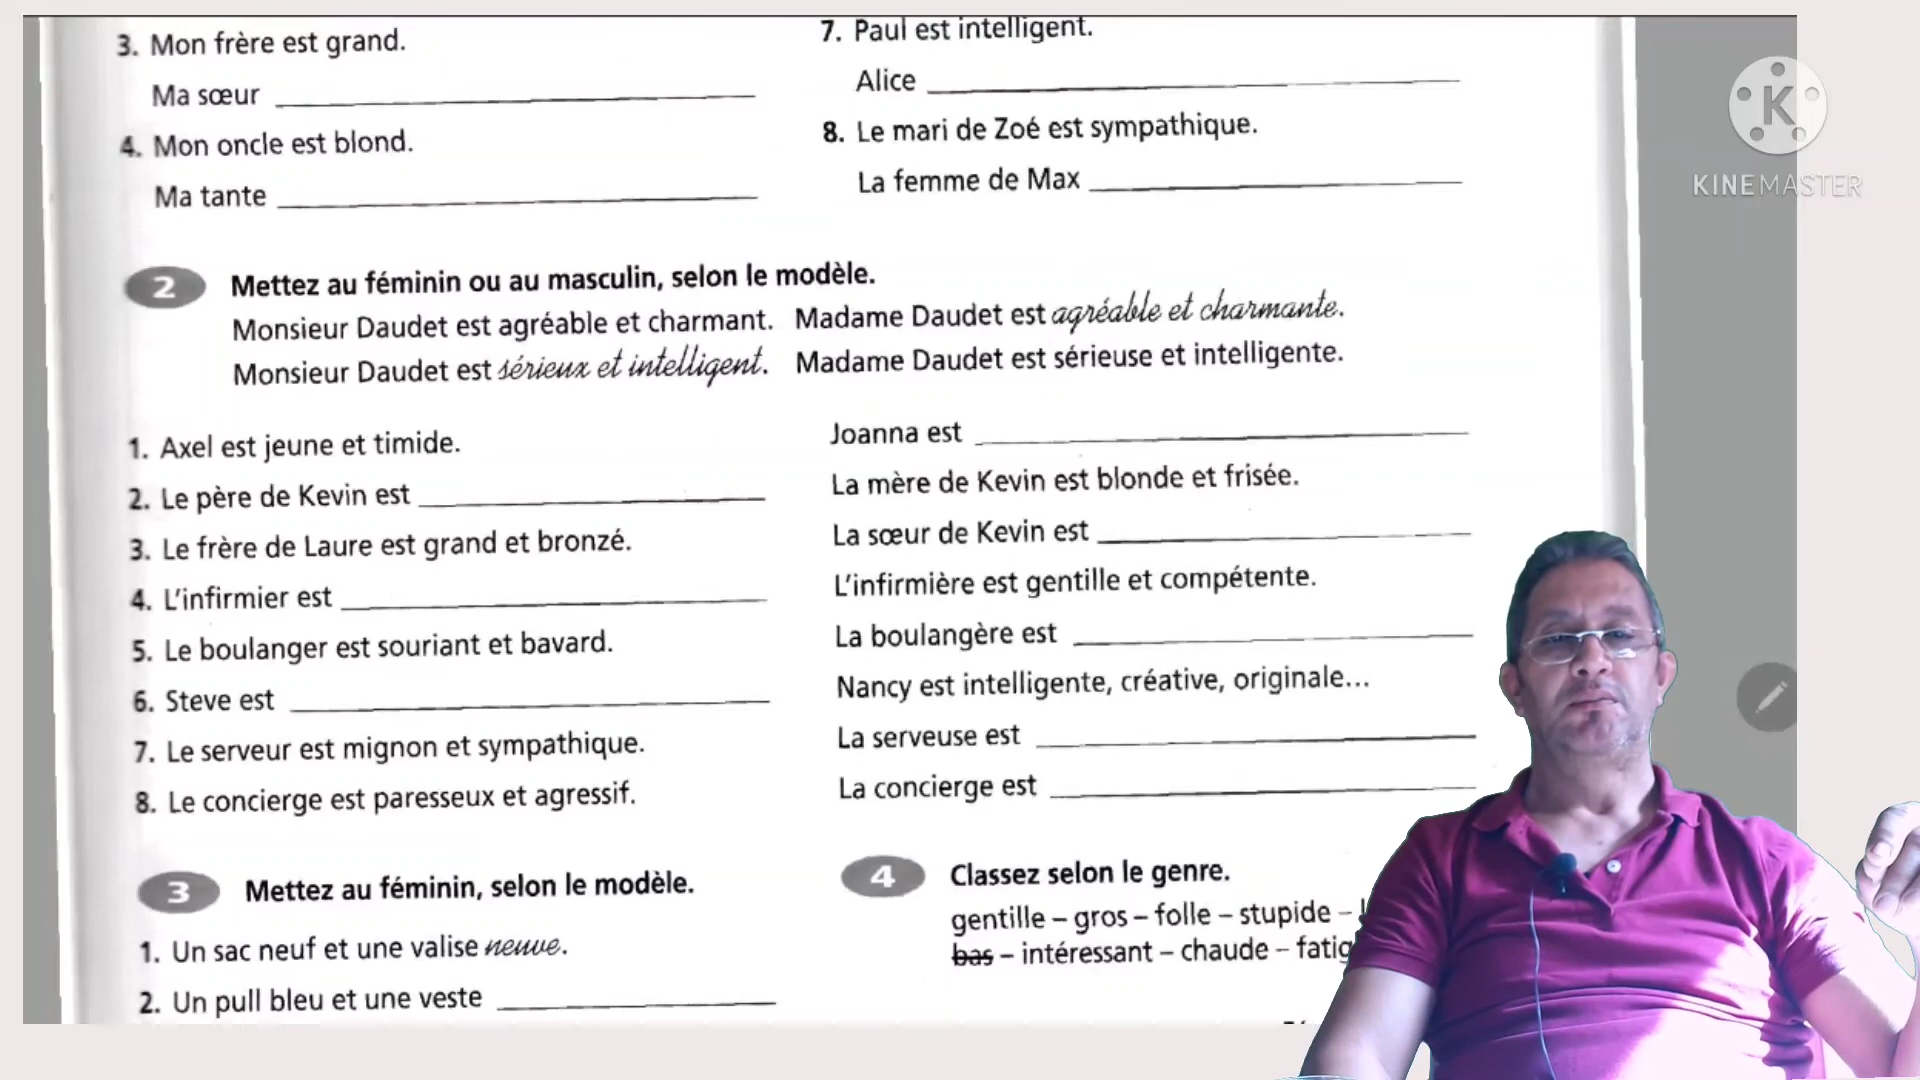 3. Mon frère est grand.
Ma sœur
4. Mon oncle est blond.
Ma tante
7. Paul est intelligent.
Alice
8. Le mari de Zoé est sympathique.
La femme de Max
2 Mettez au féminin ou au masculin, selon le modèle.
Monsieur Daudet est agréable et charmant. Madame Daudet est agréable et charmante.
Monsieur Daudet est sérieux et intelligent. Madame Daudet est sérieuse et intelligente.
1. Axel est jeune et timide. Joanna est
2. Le père de Kevin est La mère de Kevin est blonde et frisée.
3. Le frère de Laure est grand et bronzé. La sœur de Kevin est
4. L'infirmier est L'infirmière est gentille et compétente.
5. Le boulanger est souriant et bavard. La boulangère est
6. Steve est Nancy est intelligente, créative, originale...
7. Le serveur est mignon et sympathique. La serveuse est
8. Le concierge est paresseux et agressif. La concierge est
3 Mettez au féminin, selon le modèle.
1. Un sac neuf et une valise neuve.
2. Un pull bleu et une veste
4 Classez selon le genre.
gentille – gros – folle – stupide –
bas – intéressant – chaude –
K
KINEMASTER